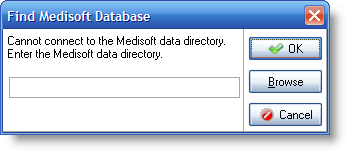 Find Medisoft Database
Cannot connect to the Medisoft data directory.
Enter the Medisoft data directory.
OK
Browse
Cancel